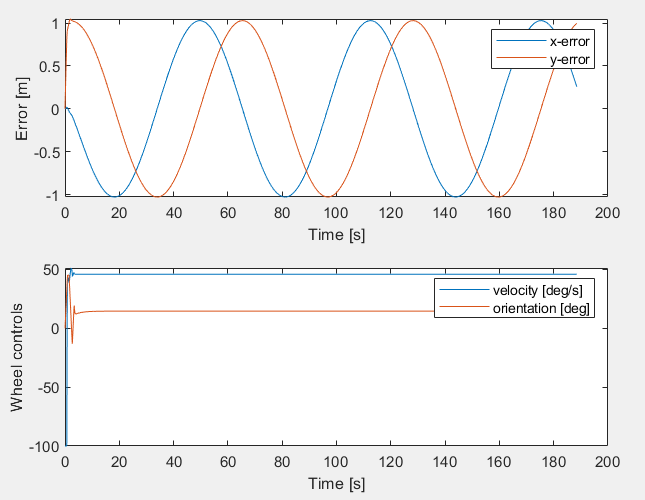 1
0.5
0
-0.5
-1
Error [m]
x-error
y-error
0 20 40 60 80 100 120 140 160 180 200
Time [s]
50
0
-50
-100
Wheel controls
velocity [deg/s]
orientation [deg]
0 20 40 60 80 100 120 140 160 180 200
Time [s]